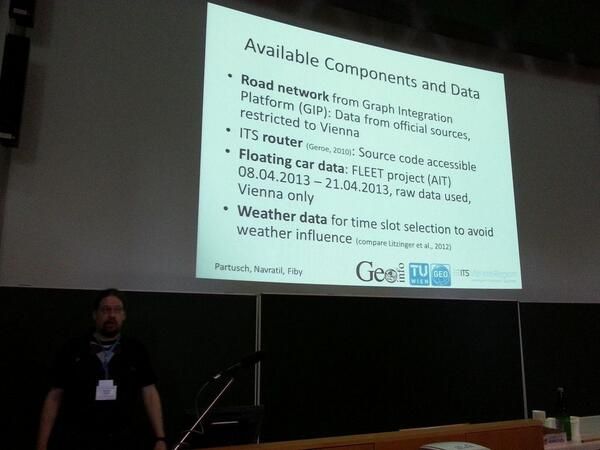 Available Components and Data
• Road network from Graph Integration
Platform (GIP): Data from official sources,
restricted to Vienna
• ITS router (Geroe, 2010): Source code accessible
• Floating car data: FLEET project (AIT)
08.04.2013 – 21.04.2013, raw data used,
Vienna only
• Weather data for time slot selection to avoid
weather influence (compare Litzinger et al., 2012)
Partusch, Navratil, Fiby
Geo info
TU WIEN
GEO
ITS Vienna Region